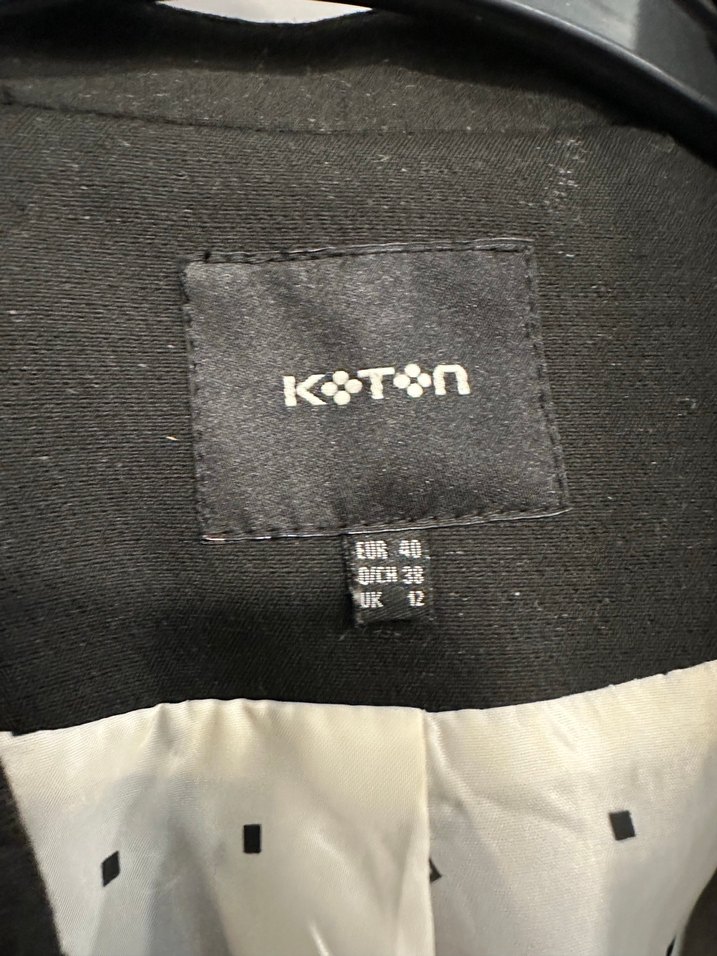 KOTON
EUR 40
D/CH 38
UK 12